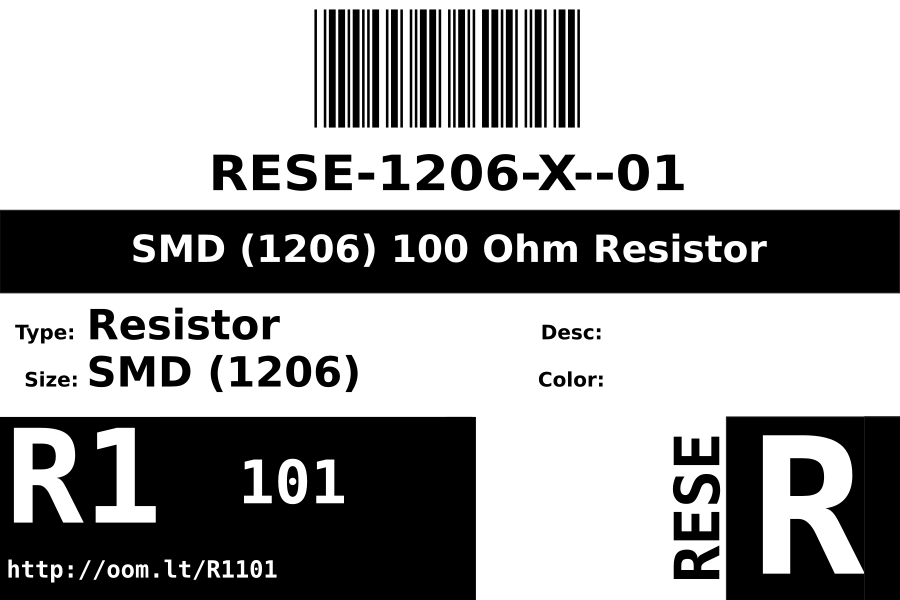 RESE-1206-X--01
SMD (1206) 100 Ohm Resistor
Type: Resistor
Desc:
Size: SMD (1206)
Color:
R1
101
http://oom.lt/R1101
RESE
R